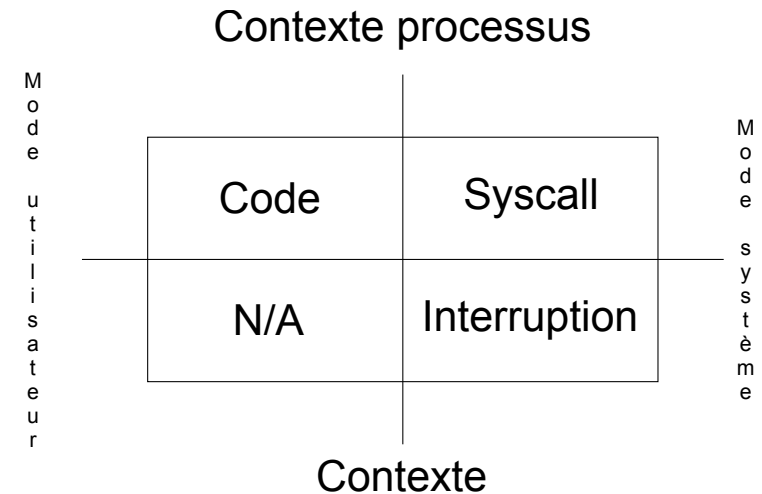 Contexte processus
Mode utilisateur
Mode système
Code
Syscall
N/A
Interruption
Contexte